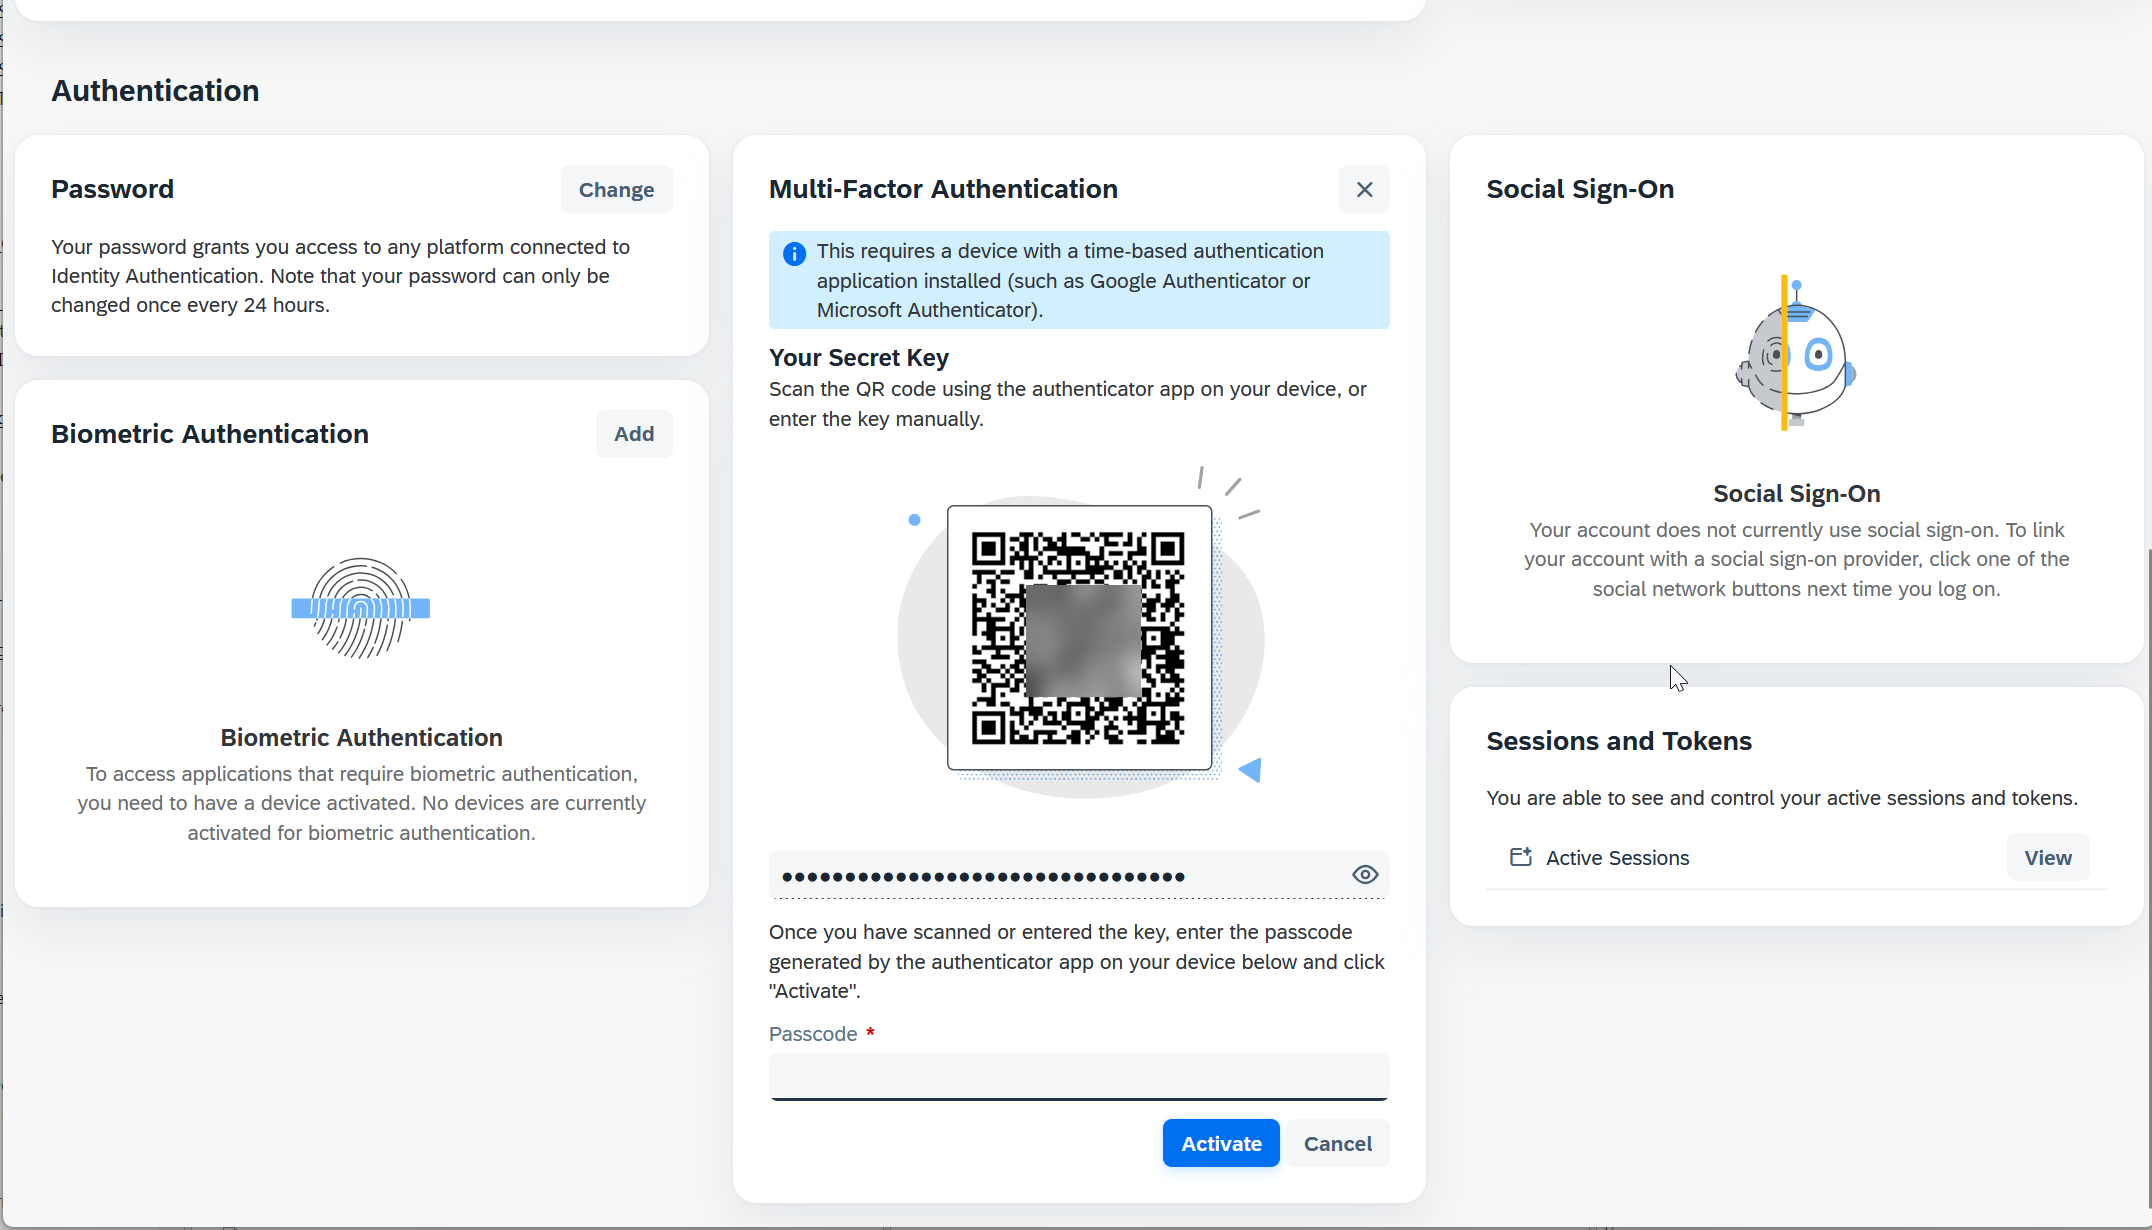 Authentication
Password
Change
Your password grants you access to any platform connected to
Identity Authentication. Note that your password can only be
changed once every 24 hours.
Biometric Authentication
Add
Biometric Authentication
To access applications that require biometric authentication,
you need to have a device activated. No devices are currently
activated for biometric authentication.
Multi-Factor Authentication
This requires a device with a time-based authentication
application installed (such as Google Authenticator or
Microsoft Authenticator).
Your Secret Key
Scan the QR code using the authenticator app on your device, or
enter the key manually.
••••••••••••••••••••••••••••••••
Once you have scanned or entered the key, enter the passcode
generated by the authenticator app on your device below and click
"Activate".
Passcode *
Activate
Cancel
Social Sign-On
Social Sign-On
Your account does not currently use social sign-on. To link
your account with a social sign-on provider, click one of the
social network buttons next time you log on.
Sessions and Tokens
You are able to see and control your active sessions and tokens.
Active Sessions
View